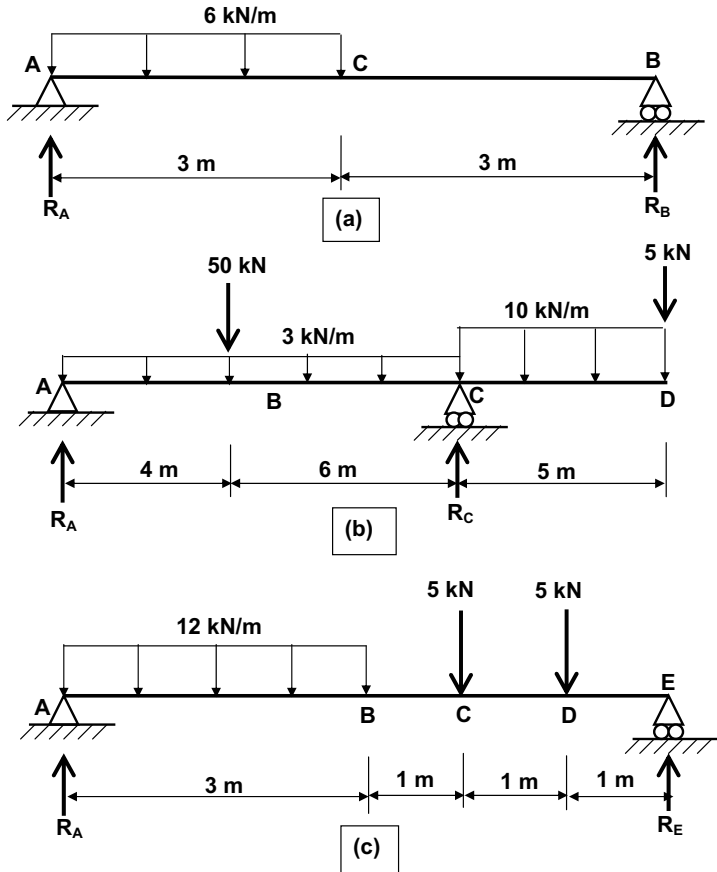 6 kN/m
A C B
3 m 3 m
R_A (a) R_B
50 kN 5 kN
3 kN/m 10 kN/m
A B C D
4 m 6 m 5 m
R_A (b) R_C
5 kN 5 kN
12 kN/m
A B C D E
3 m 1 m 1 m 1 m
R_A (c) R_E